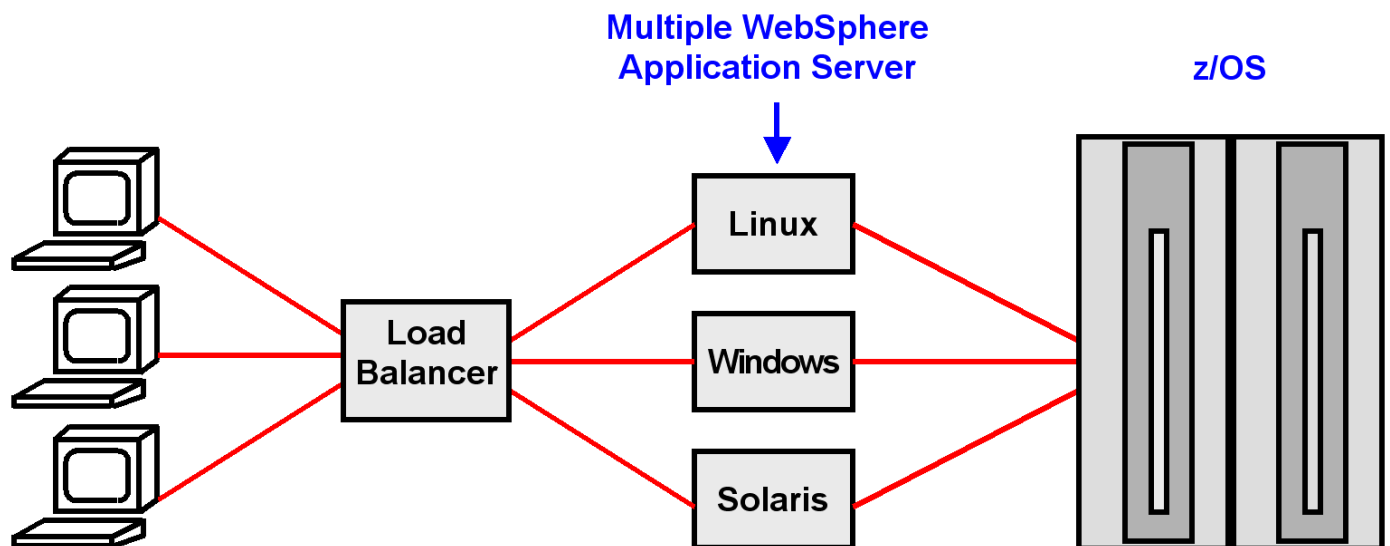 Multiple WebSphere
Application Server
z/OS
Linux
Load
Balancer
Windows
Solaris